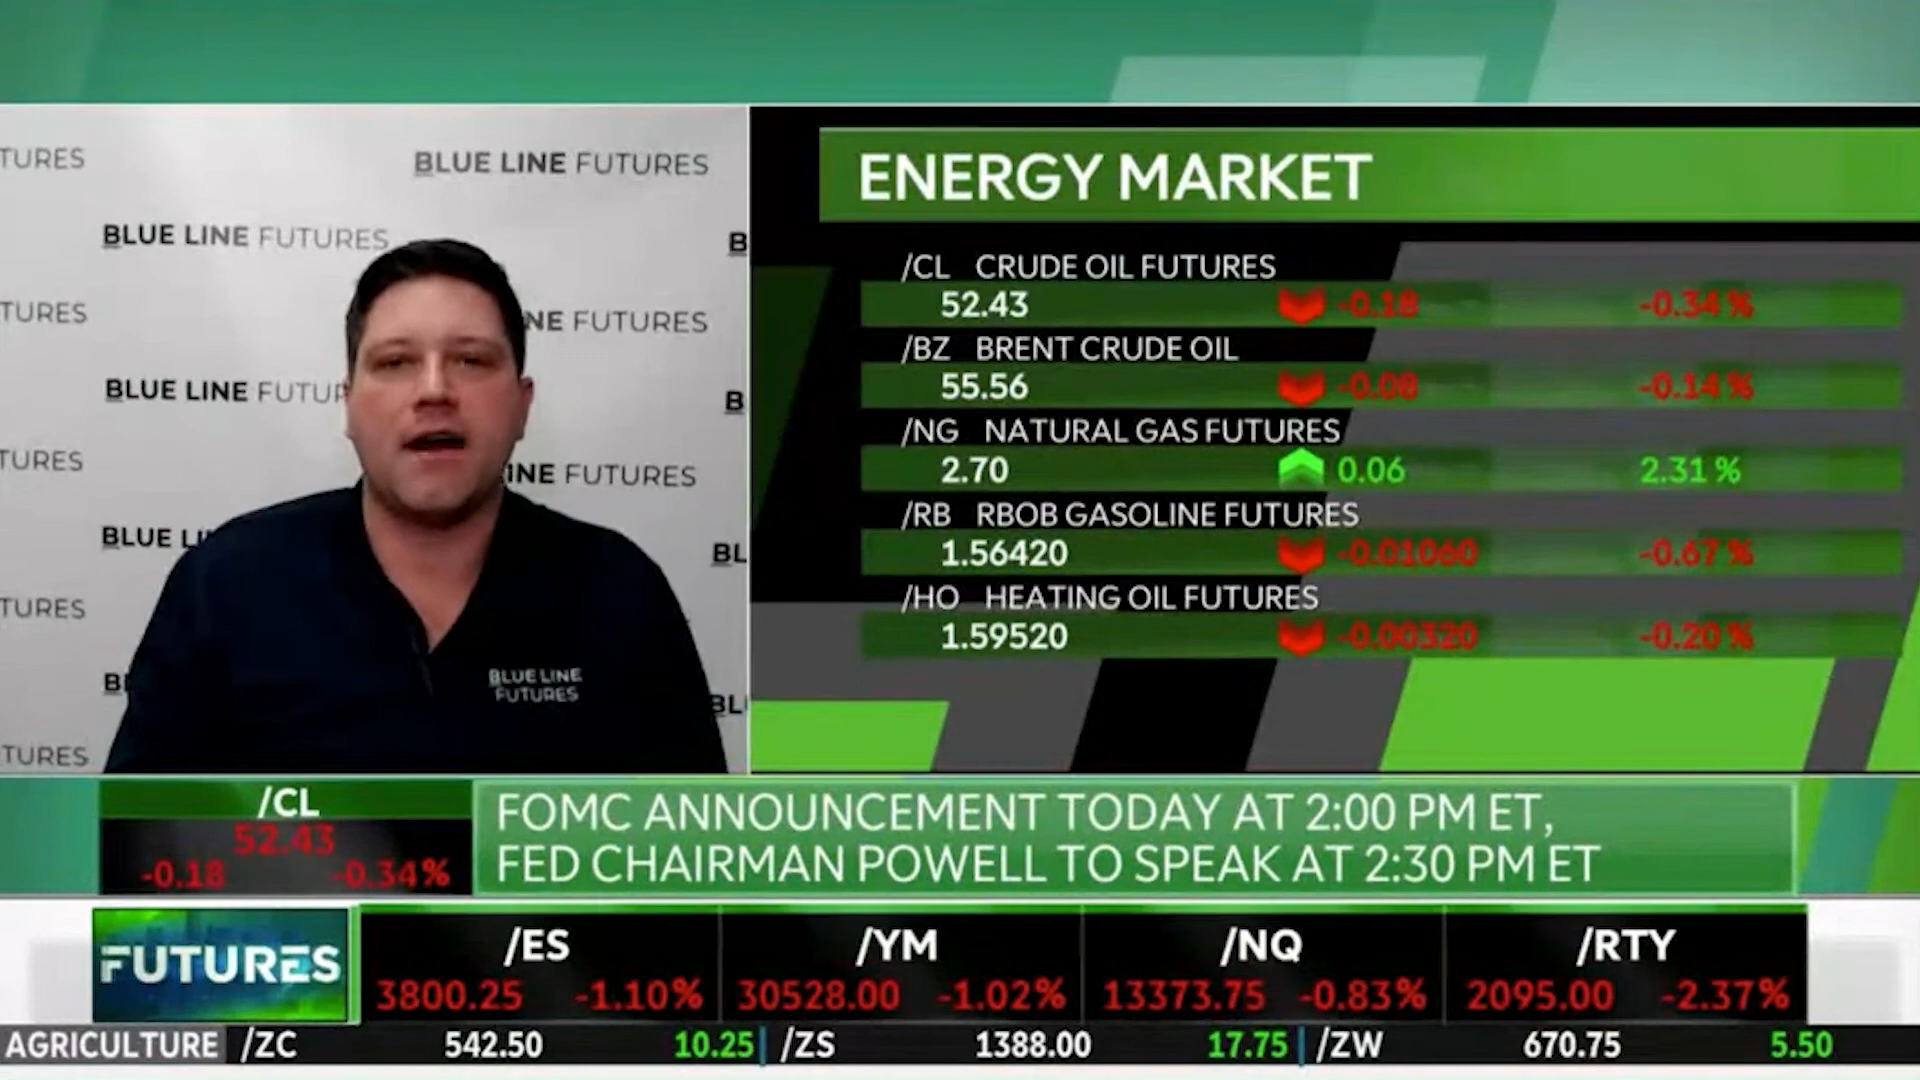 TURES
BLUE LINE FUTURES
BLUE LINE FUTURES
B
TURES
NE FUTURES
BLUE LINE FUTUR
B
TURES
INE FUTURES
BLUE LI
BL
TURES
BLUE LINE
FUTURES
BL
BL
TURES
ENERGY MARKET
/CL CRUDE OIL FUTURES
52.43 -0.18 -0.34%
/BZ BRENT CRUDE OIL
55.56 -0.08 -0.14%
/NG NATURAL GAS FUTURES
2.70 0.06 2.31%
/RB RBOB GASOLINE FUTURES
1.56420 -0.01060 -0.67%
/HO HEATING OIL FUTURES
1.59520 -0.00320 -0.20%
/CL
52.43
-0.18 -0.34%
FOMC ANNOUNCEMENT TODAY AT 2:00 PM ET,
FED CHAIRMAN POWELL TO SPEAK AT 2:30 PM ET
FUTURES
/ES
3800.25 -1.10%
/YM
30528.00 -1.02%
/NQ
13373.75 -0.83%
/RTY
2095.00 -2.37%
AGRICULTURE /ZC 542.50 10.25 /ZS 1388.00 17.75 /ZW 670.75 5.50